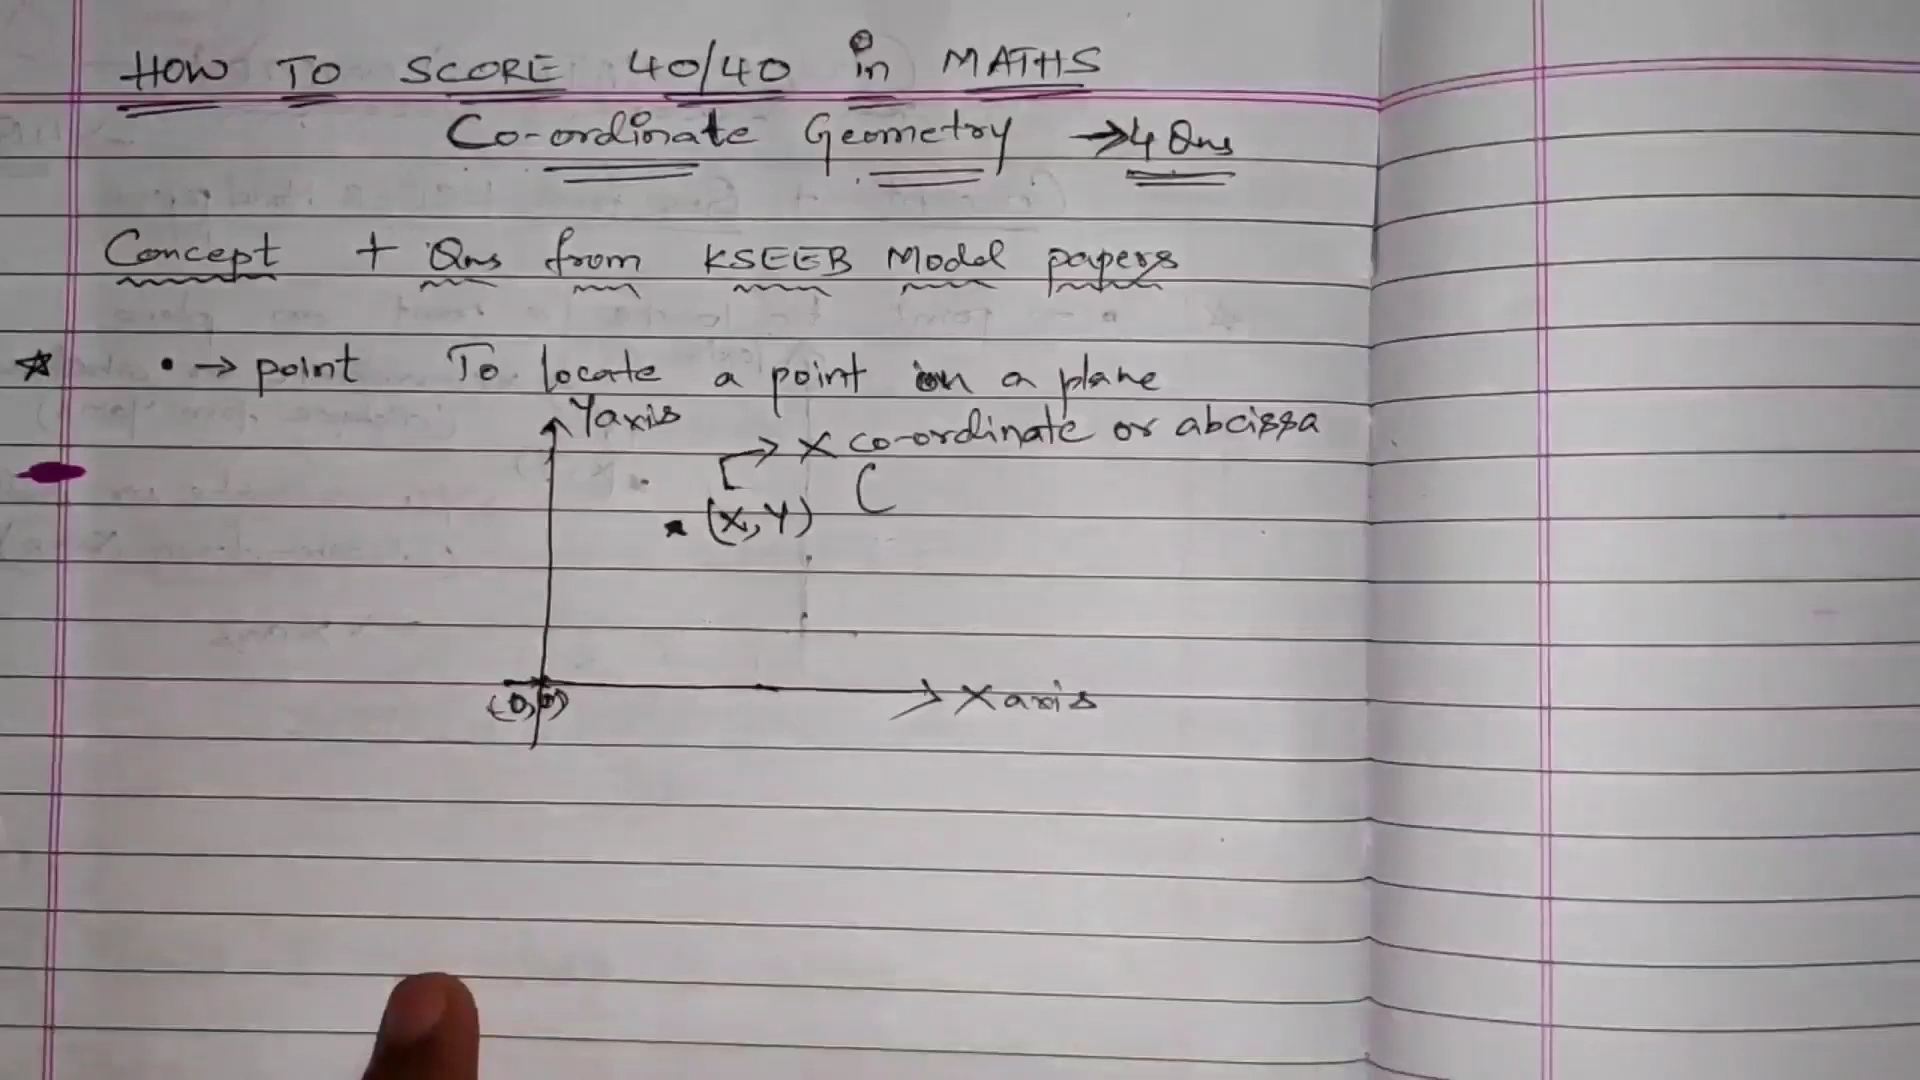 HOW TO SCORE 40/40 in MATHS
Co-ordinate Geometry →4 Qns
Concept + Qns from KSEEB Model papers
• → point To locate a point on a plane
Y axis
→ X co-ordinate or abcissa
(
(X,Y)
(0,0)
X axis